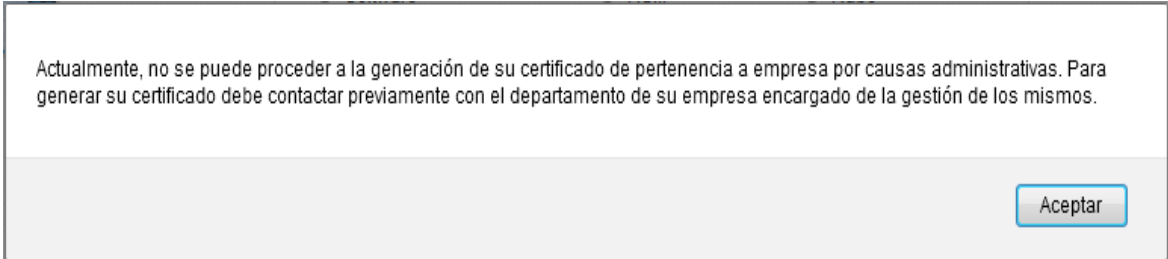 Actualmente, no se puede proceder a la generación de su certificado de pertenencia a empresa por causas administrativas. Para
generar su certificado debe contactar previamente con el departamento de su empresa encargado de la gestión de los mismos.
Aceptar